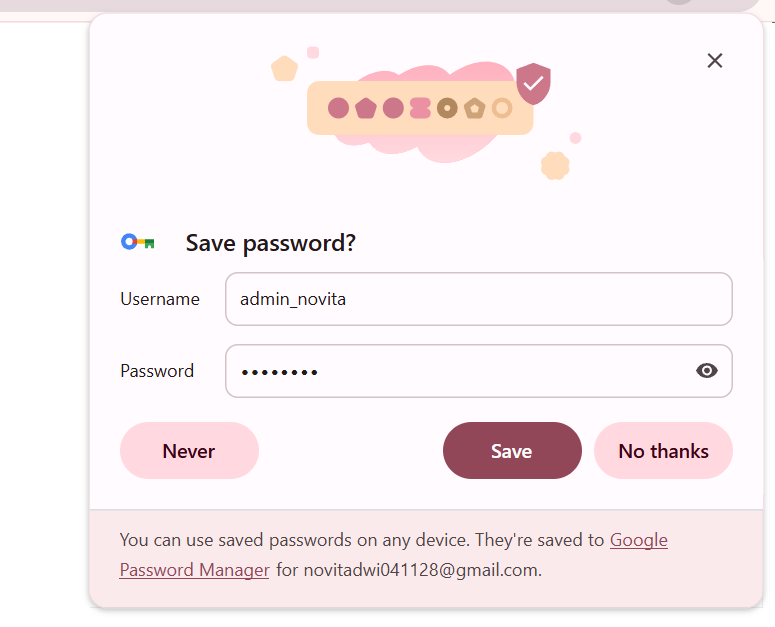 Save password?
Username
admin_novita
Password
••••••••
Never
Save
No thanks
You can use saved passwords on any device. They're saved to Google
Password Manager for novitadwi041128@gmail.com.